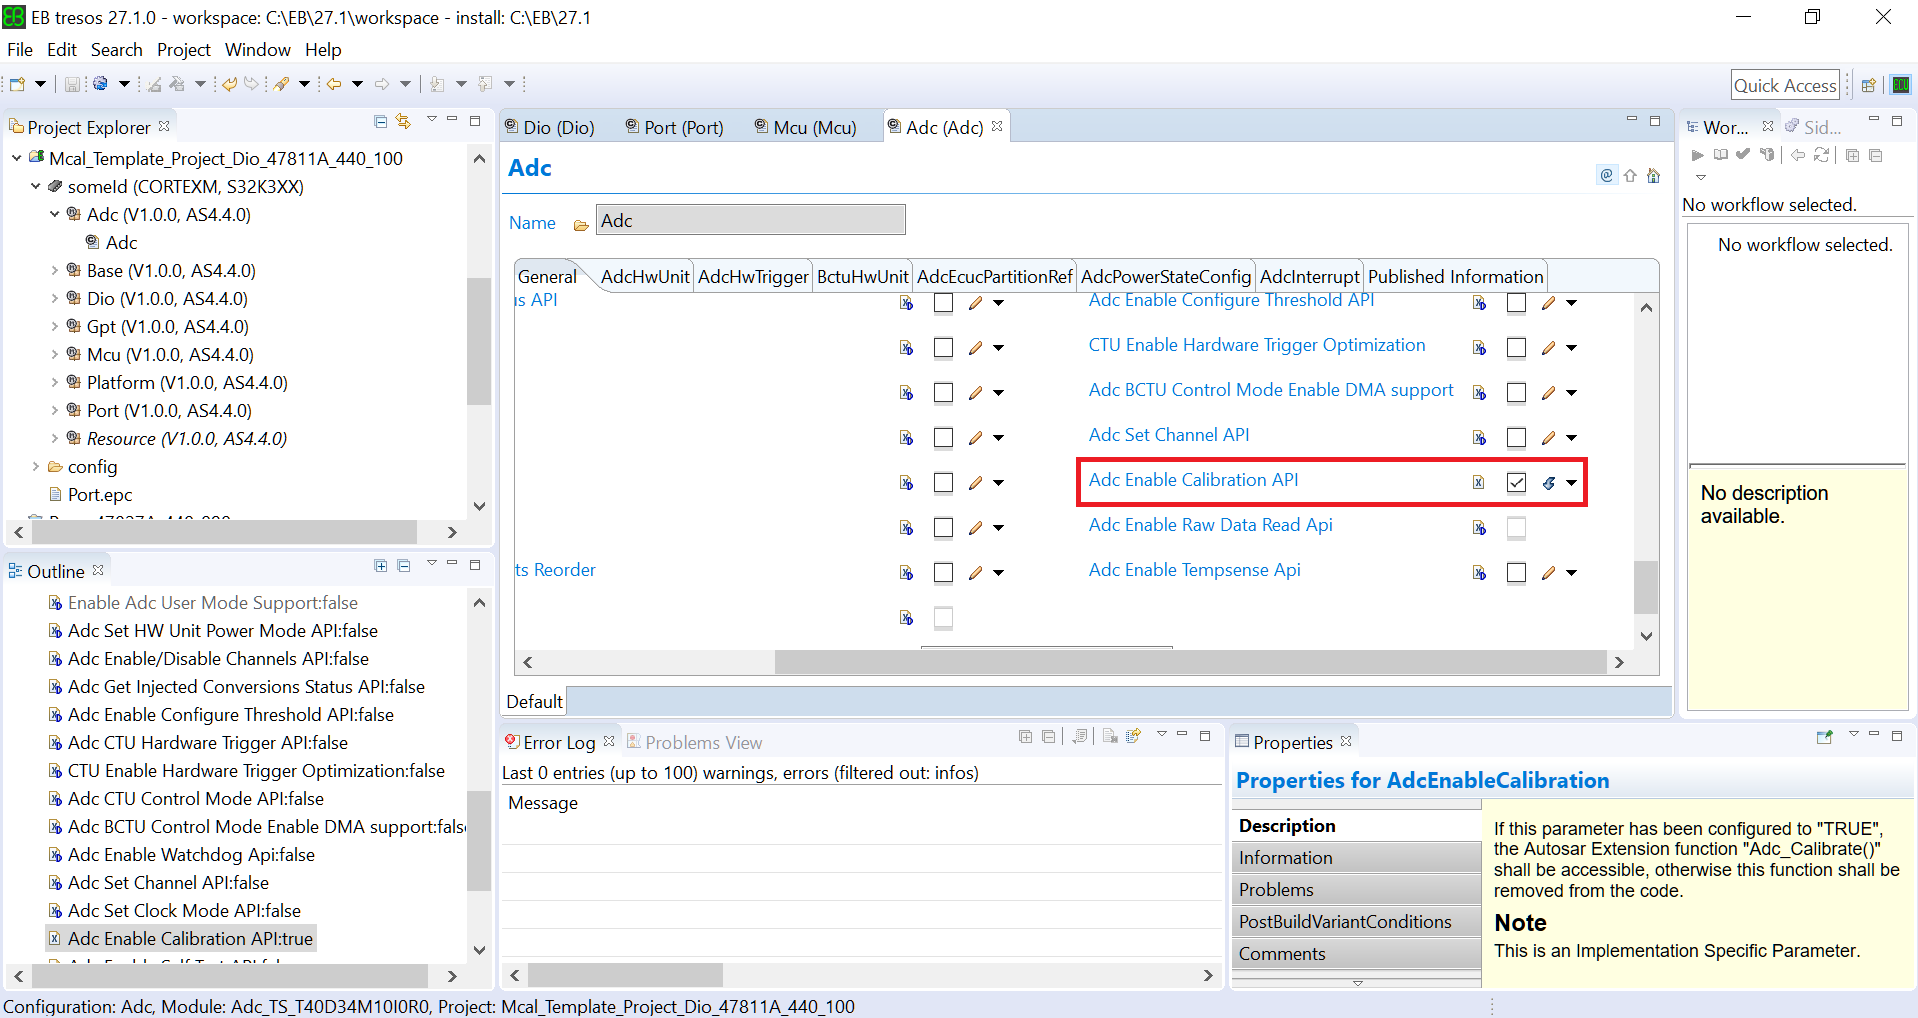 EB tresos 27.1.0 - workspace: C:\EB\27.1\workspace - install: C:\EB\27.1
File Edit Search Project Window Help
Quick Access
Project Explorer
Mcal_Template_Project_Dio_47811A_440_100
someId (CORTEXM, S32K3XX)
Adc (V1.0.0, AS4.4.0)
Adc
Base (V1.0.0, AS4.4.0)
Dio (V1.0.0, AS4.4.0)
Gpt (V1.0.0, AS4.4.0)
Mcu (V1.0.0, AS4.4.0)
Platform (V1.0.0, AS4.4.0)
Port (V1.0.0, AS4.4.0)
Resource (V1.0.0, AS4.4.0)
config
Port.epc
Outline
Enable Adc User Mode Support:false
Adc Set HW Unit Power Mode API:false
Adc Enable/Disable Channels API:false
Adc Get Injected Conversions Status API:false
Adc Enable Configure Threshold API:false
Adc CTU Hardware Trigger API:false
CTU Enable Hardware Trigger Optimization:false
Adc CTU Control Mode API:false
Adc BCTU Control Mode Enable DMA support:fals
Adc Enable Watchdog Api:false
Adc Set Channel API:false
Adc Set Clock Mode API:false
Adc Enable Calibration API:true
Dio (Dio) Port (Port) Mcu (Mcu) Adc (Adc)
Adc
Name Adc
General AdcHwUnit AdcHwTrigger BctuHwUnit AdcEcucPartitionRef AdcPowerStateConfig AdcInterrupt Published Information
us API Adc Enable Configure Threshold API
CTU Enable Hardware Trigger Optimization
Adc BCTU Control Mode Enable DMA support
Adc Set Channel API
Adc Enable Calibration API
Adc Enable Raw Data Read Api
ts Reorder Adc Enable Tempsense Api
Default
Wor... Sid...
No workflow selected.
No workflow selected.
No description
available.
Error Log Problems View
Last 0 entries (up to 100) warnings, errors (filtered out: infos)
Message
Properties
Properties for AdcEnableCalibration
Description
Information
Problems
PostBuildVariantConditions
Comments
If this parameter has been configured to "TRUE",
the Autosar Extension function "Adc_Calibrate()"
shall be accessible, otherwise this function shall be
removed from the code.
Note
This is an Implementation Specific Parameter.
Configuration: Adc, Module: Adc_TS_T40D34M10I0R0, Project: Mcal_Template_Project_Dio_47811A_440_100